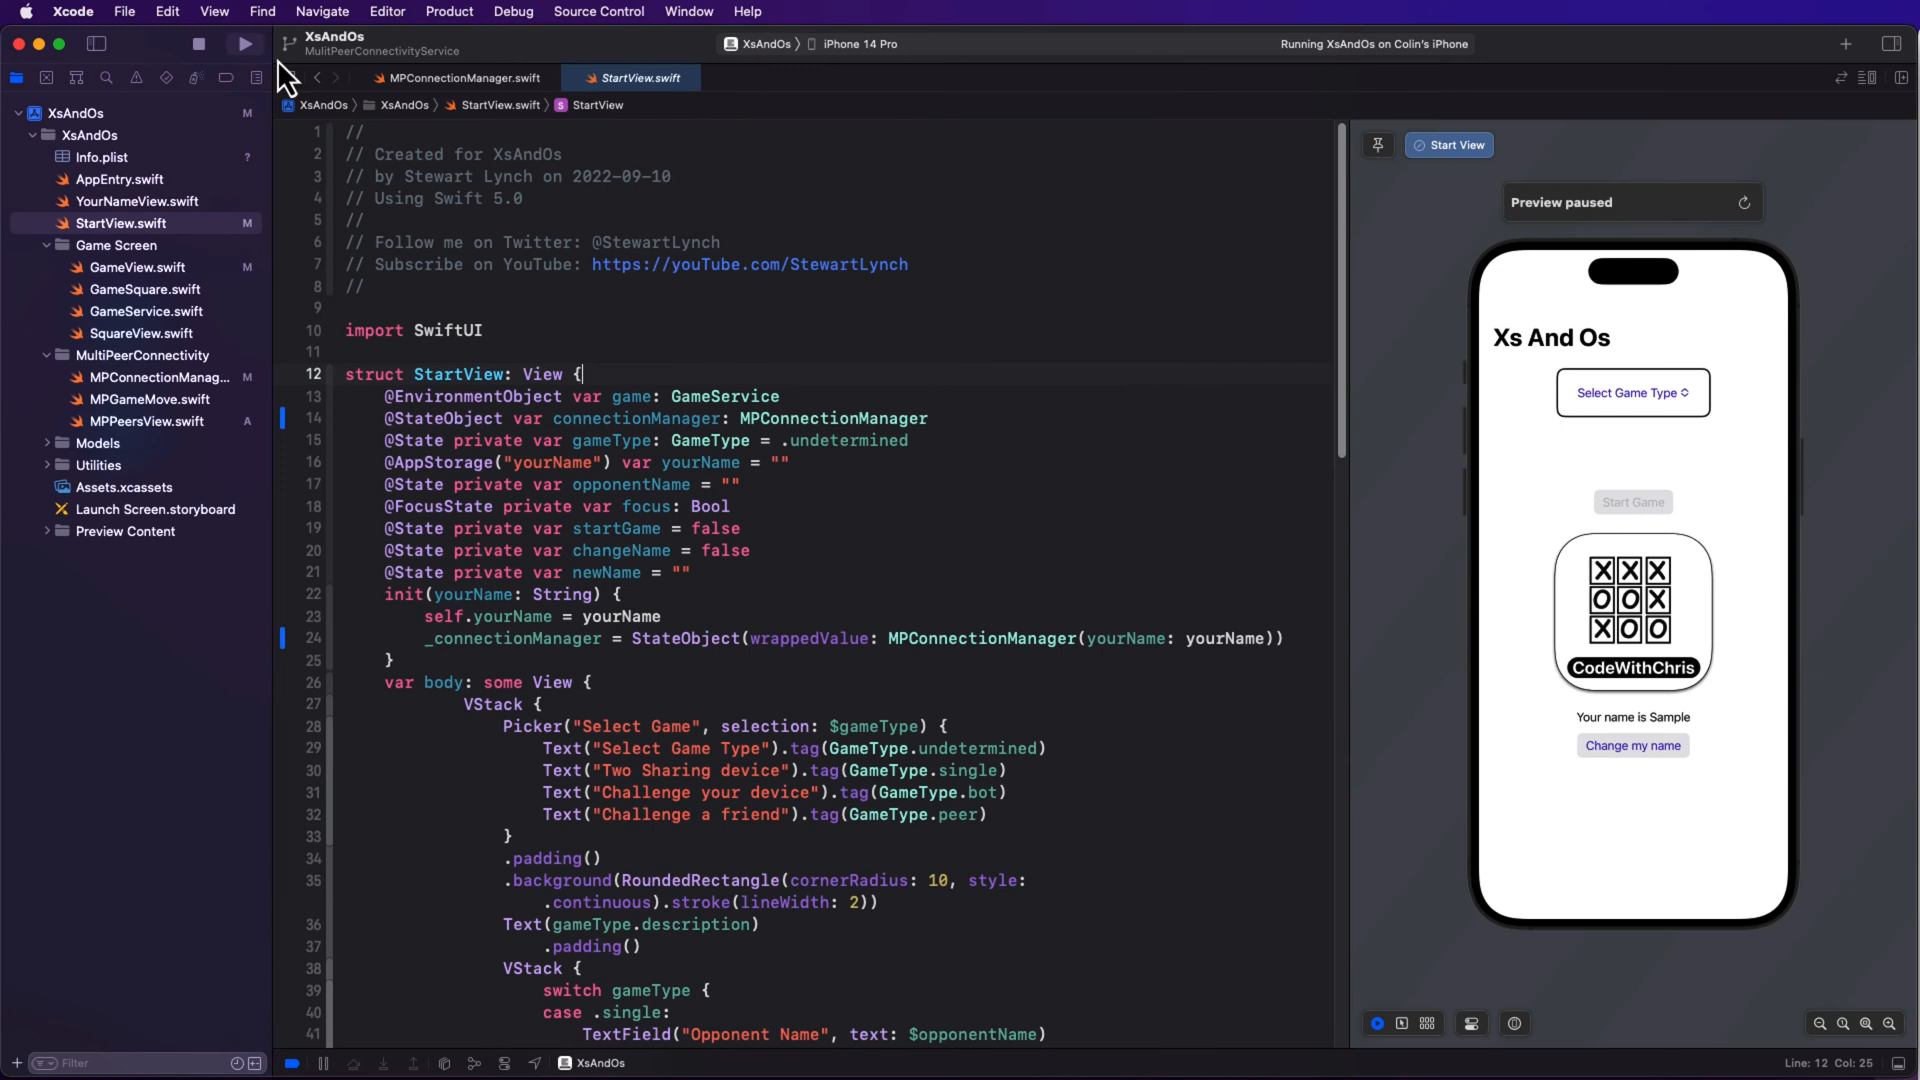 Xcode File Edit View Find Navigate Editor Product Debug Source Control Window Help
XsAndOs
MulitPeerConnectivityService
XsAndOs iPhone 14 Pro
Running XsAndOs on Colin's iPhone
MPConnectionManager.swift StartView.swift
XsAndOs XsAndOs StartView.swift S StartView
XsAndOs M
XsAndOs
Info.plist ?
AppEntry.swift
YourNameView.swift
StartView.swift M
Game Screen
GameView.swift M
GameSquare.swift
GameService.swift
SquareView.swift
MultiPeerConnectivity
MPConnectionManag... M
MPGameMove.swift
MPPeersView.swift A
Models
Utilities
Assets.xcassets
Launch Screen.storyboard
Preview Content
Filter
1 //
2 // Created for XsAndOs
3 // by Stewart Lynch on 2022-09-10
4 // Using Swift 5.0
5 //
6 // Follow me on Twitter: @StewartLynch
7 // Subscribe on YouTube: https://youTube.com/StewartLynch
8 //
9
10 import SwiftUI
11
12 struct StartView: View {
13 @EnvironmentObject var game: GameService
14 @StateObject var connectionManager: MPConnectionManager
15 @State private var gameType: GameType = .undetermined
16 @AppStorage("yourName") var yourName = ""
17 @State private var opponentName = ""
18 @FocusState private var focus: Bool
19 @State private var startGame = false
20 @State private var changeName = false
21 @State private var newName = ""
22 init(yourName: String) {
23 self.yourName = yourName
24 _connectionManager = StateObject(wrappedValue: MPConnectionManager(yourName: yourName))
25 }
26 var body: some View {
27 VStack {
28 Picker("Select Game", selection: $gameType) {
29 Text("Select Game Type").tag(GameType.undetermined)
30 Text("Two Sharing device").tag(GameType.single)
31 Text("Challenge your device").tag(GameType.bot)
32 Text("Challenge a friend").tag(GameType.peer)
33 }
34 .padding()
35 .background(RoundedRectangle(cornerRadius: 10, style:
.continuous).stroke(lineWidth: 2))
36 Text(gameType.description)
37 .padding()
38 VStack {
39 switch gameType {
40 case .single:
41 TextField("Opponent Name", text: $opponentName)
XsAndOs
Start View
Preview paused
Xs And Os
Select Game Type
Start Game
X X X
O O X
X O O
CodeWithChris
Your name is Sample
Change my name
Line: 12 Col: 25